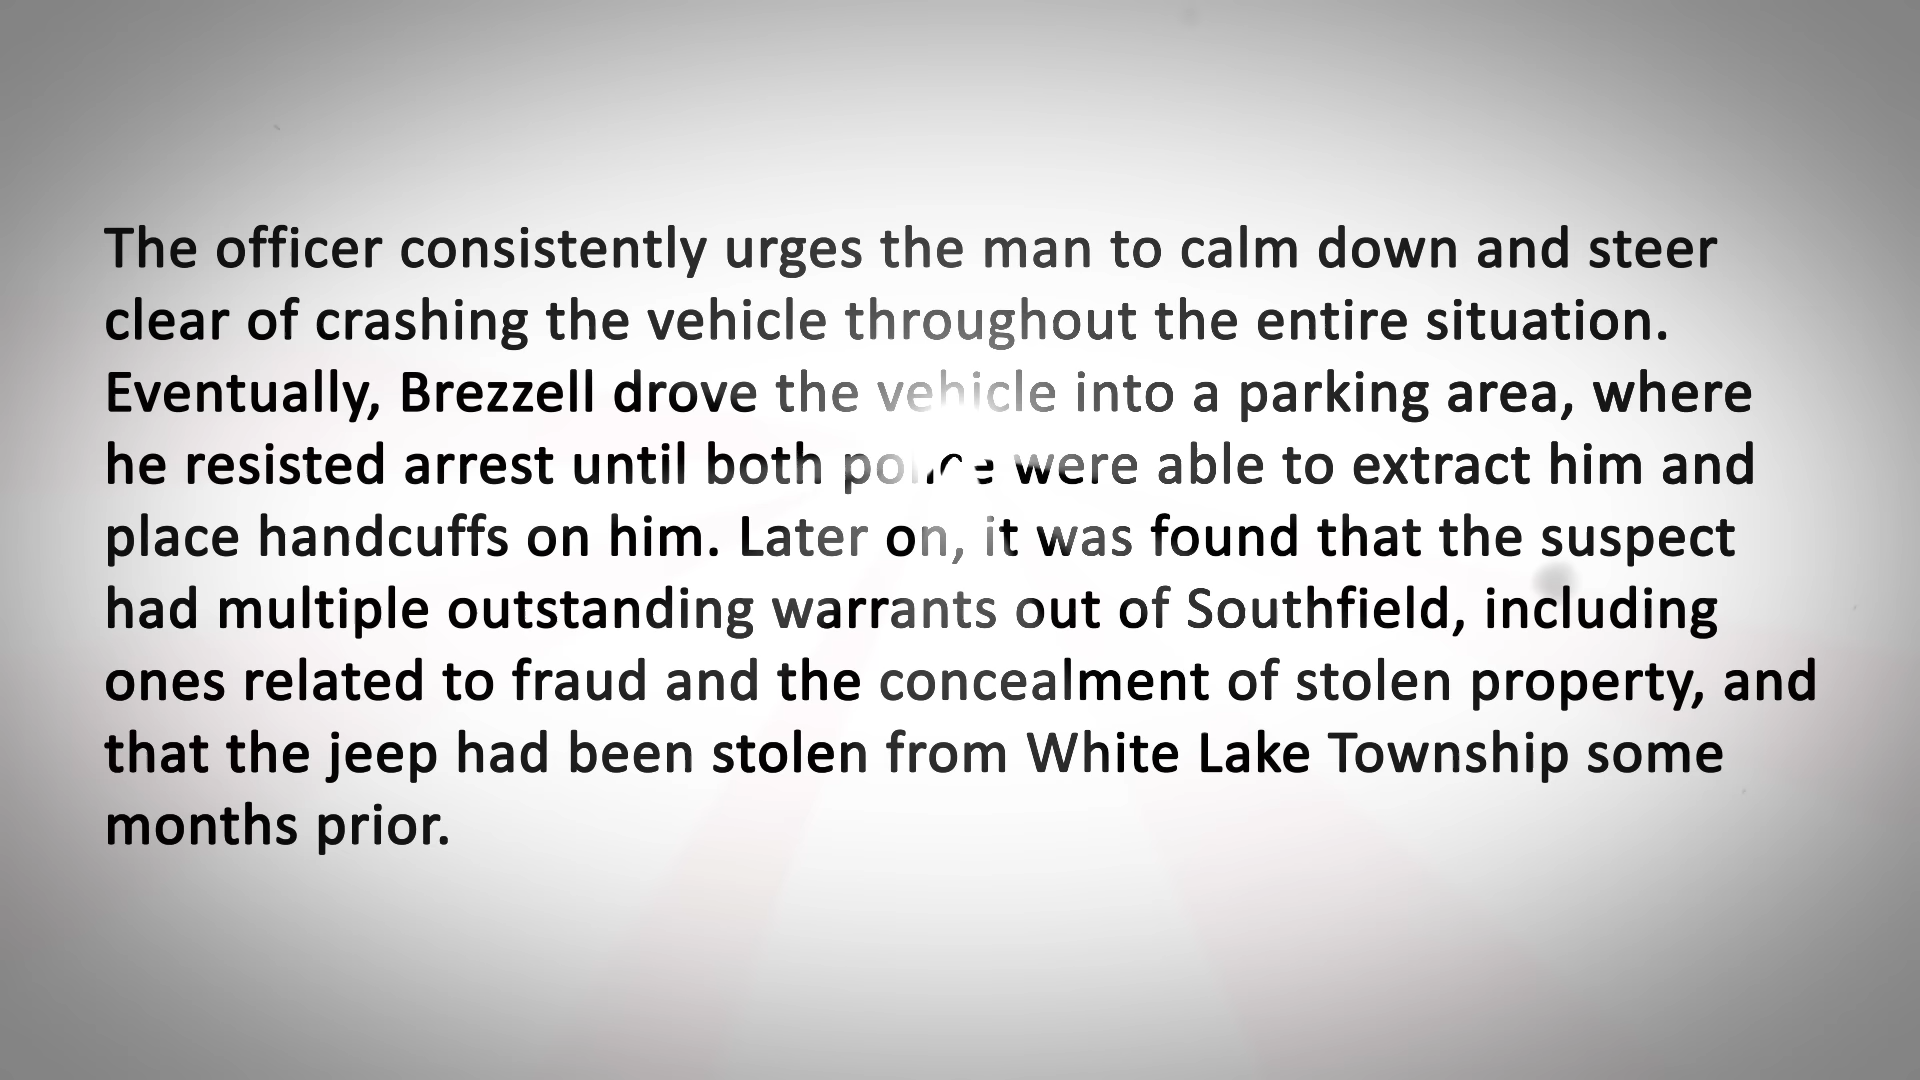 The officer consistently urges the man to calm down and steer
clear of crashing the vehicle throughout the entire situation.
Eventually, Brezzell drove the vehicle into a parking area, where
he resisted arrest until both police were able to extract him and
place handcuffs on him. Later on, it was found that the suspect
had multiple outstanding warrants out of Southfield, including
ones related to fraud and the concealment of stolen property, and
that the jeep had been stolen from White Lake Township some
months prior.